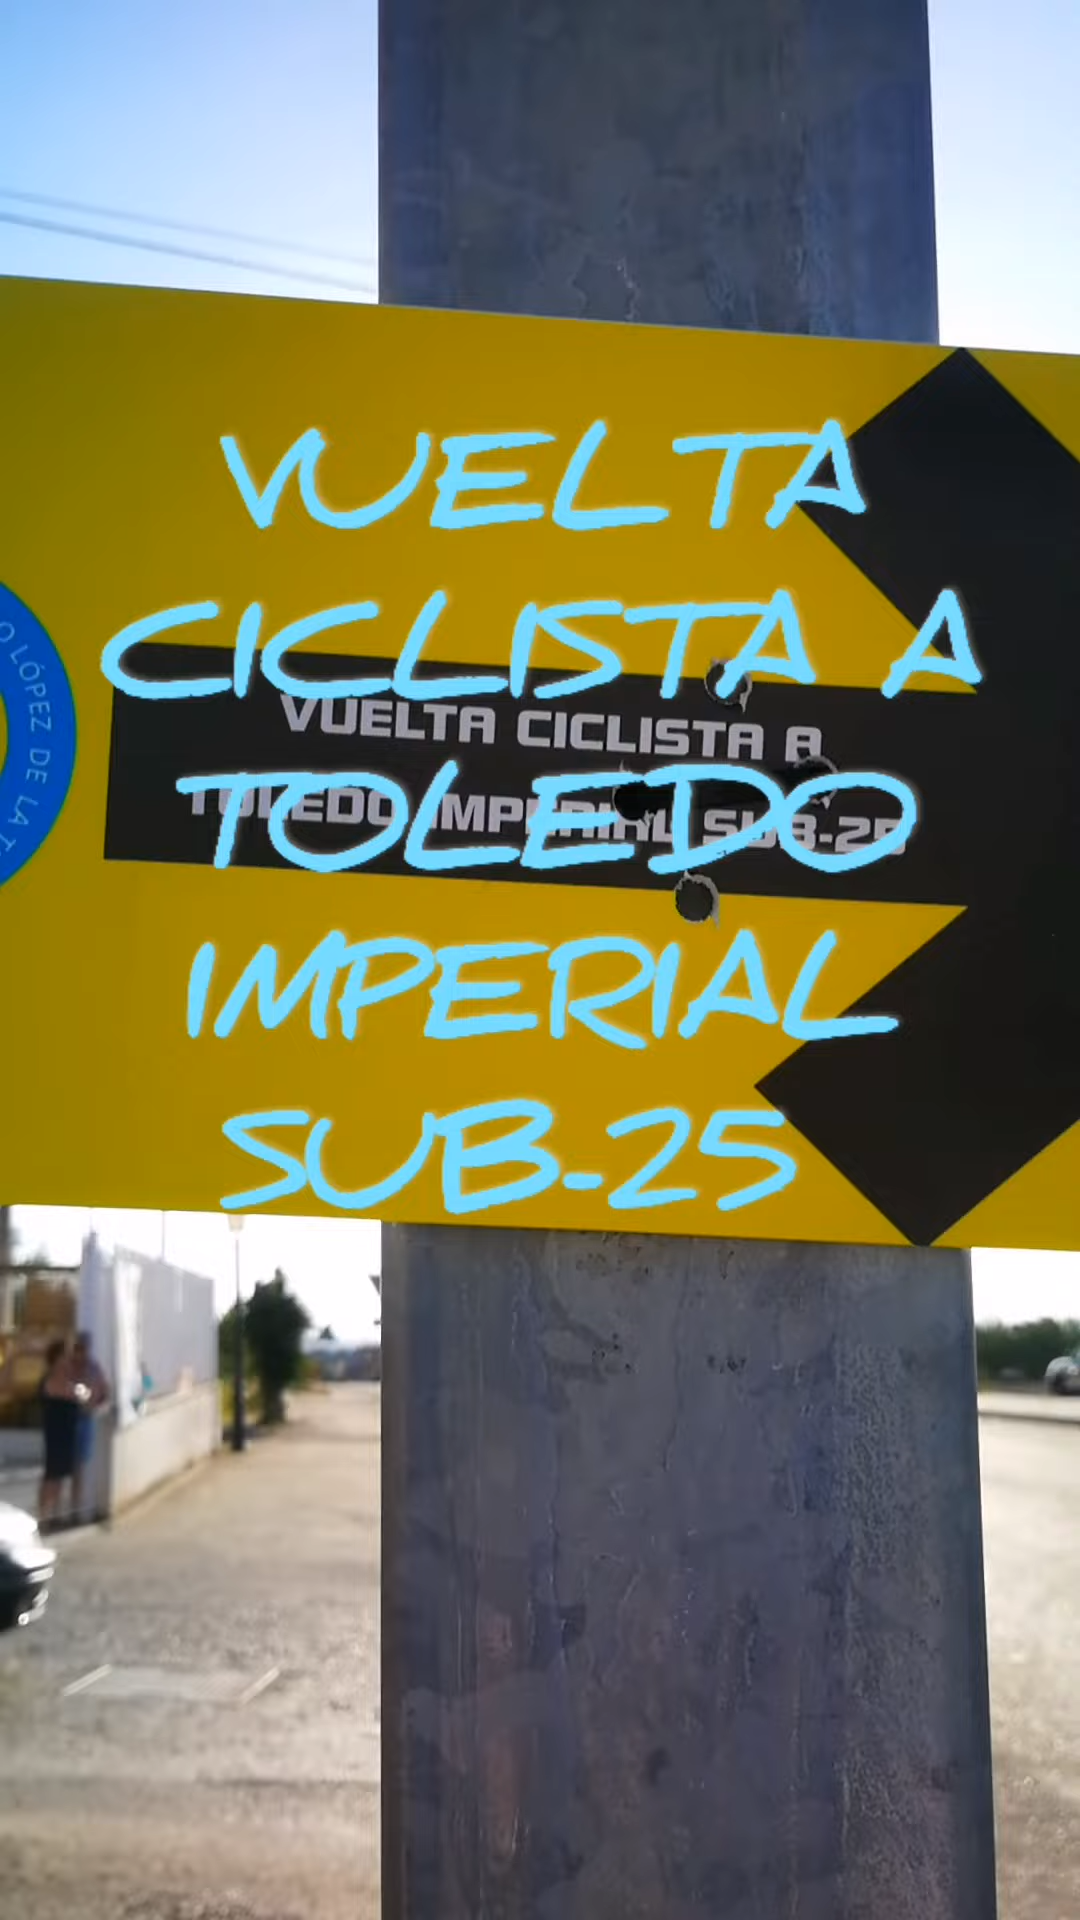 VUELTA
CICLISTA A
TOLEDO
IMPERIAL
SUB-25
VUELTA CICLISTA A
TOLEDO IMPERIAL SUB-25
LÓPEZ DE LA